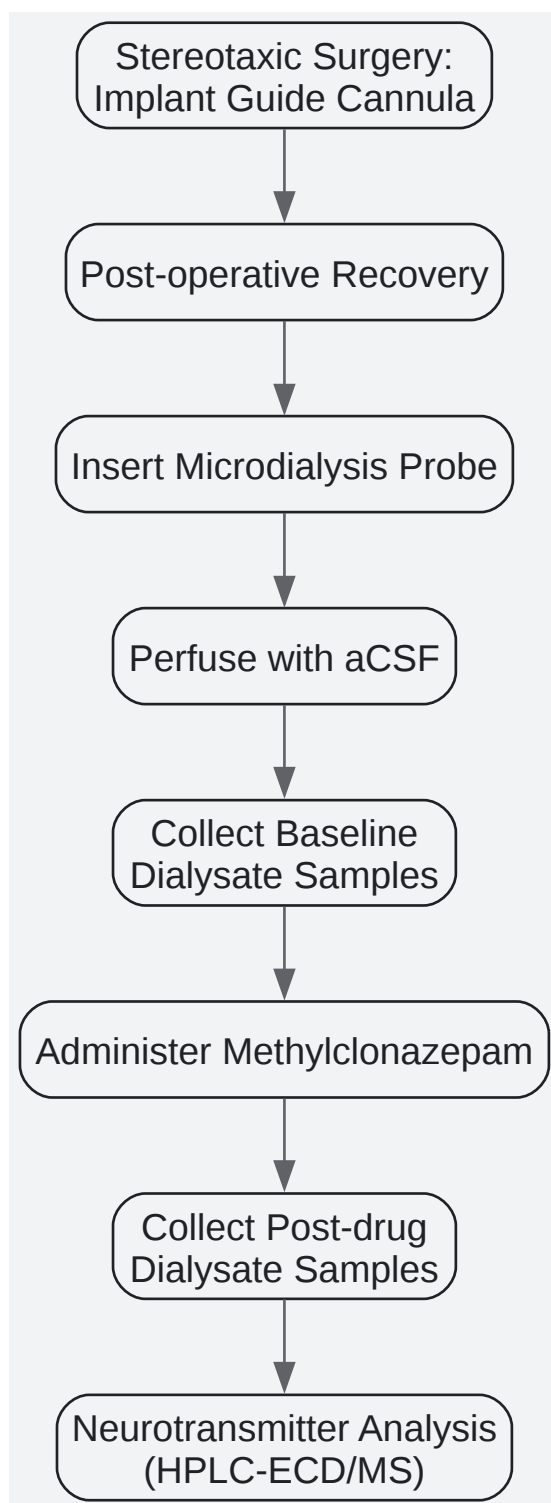 Stereotaxic Surgery:
Implant Guide Cannula
Post-operative Recovery
Insert Microdialysis Probe
Perfuse with aCSF
Collect Baseline
Dialysate Samples
Administer Methylclonazepam
Collect Post-drug
Dialysate Samples
Neurotransmitter Analysis
(HPLC-ECD/MS)